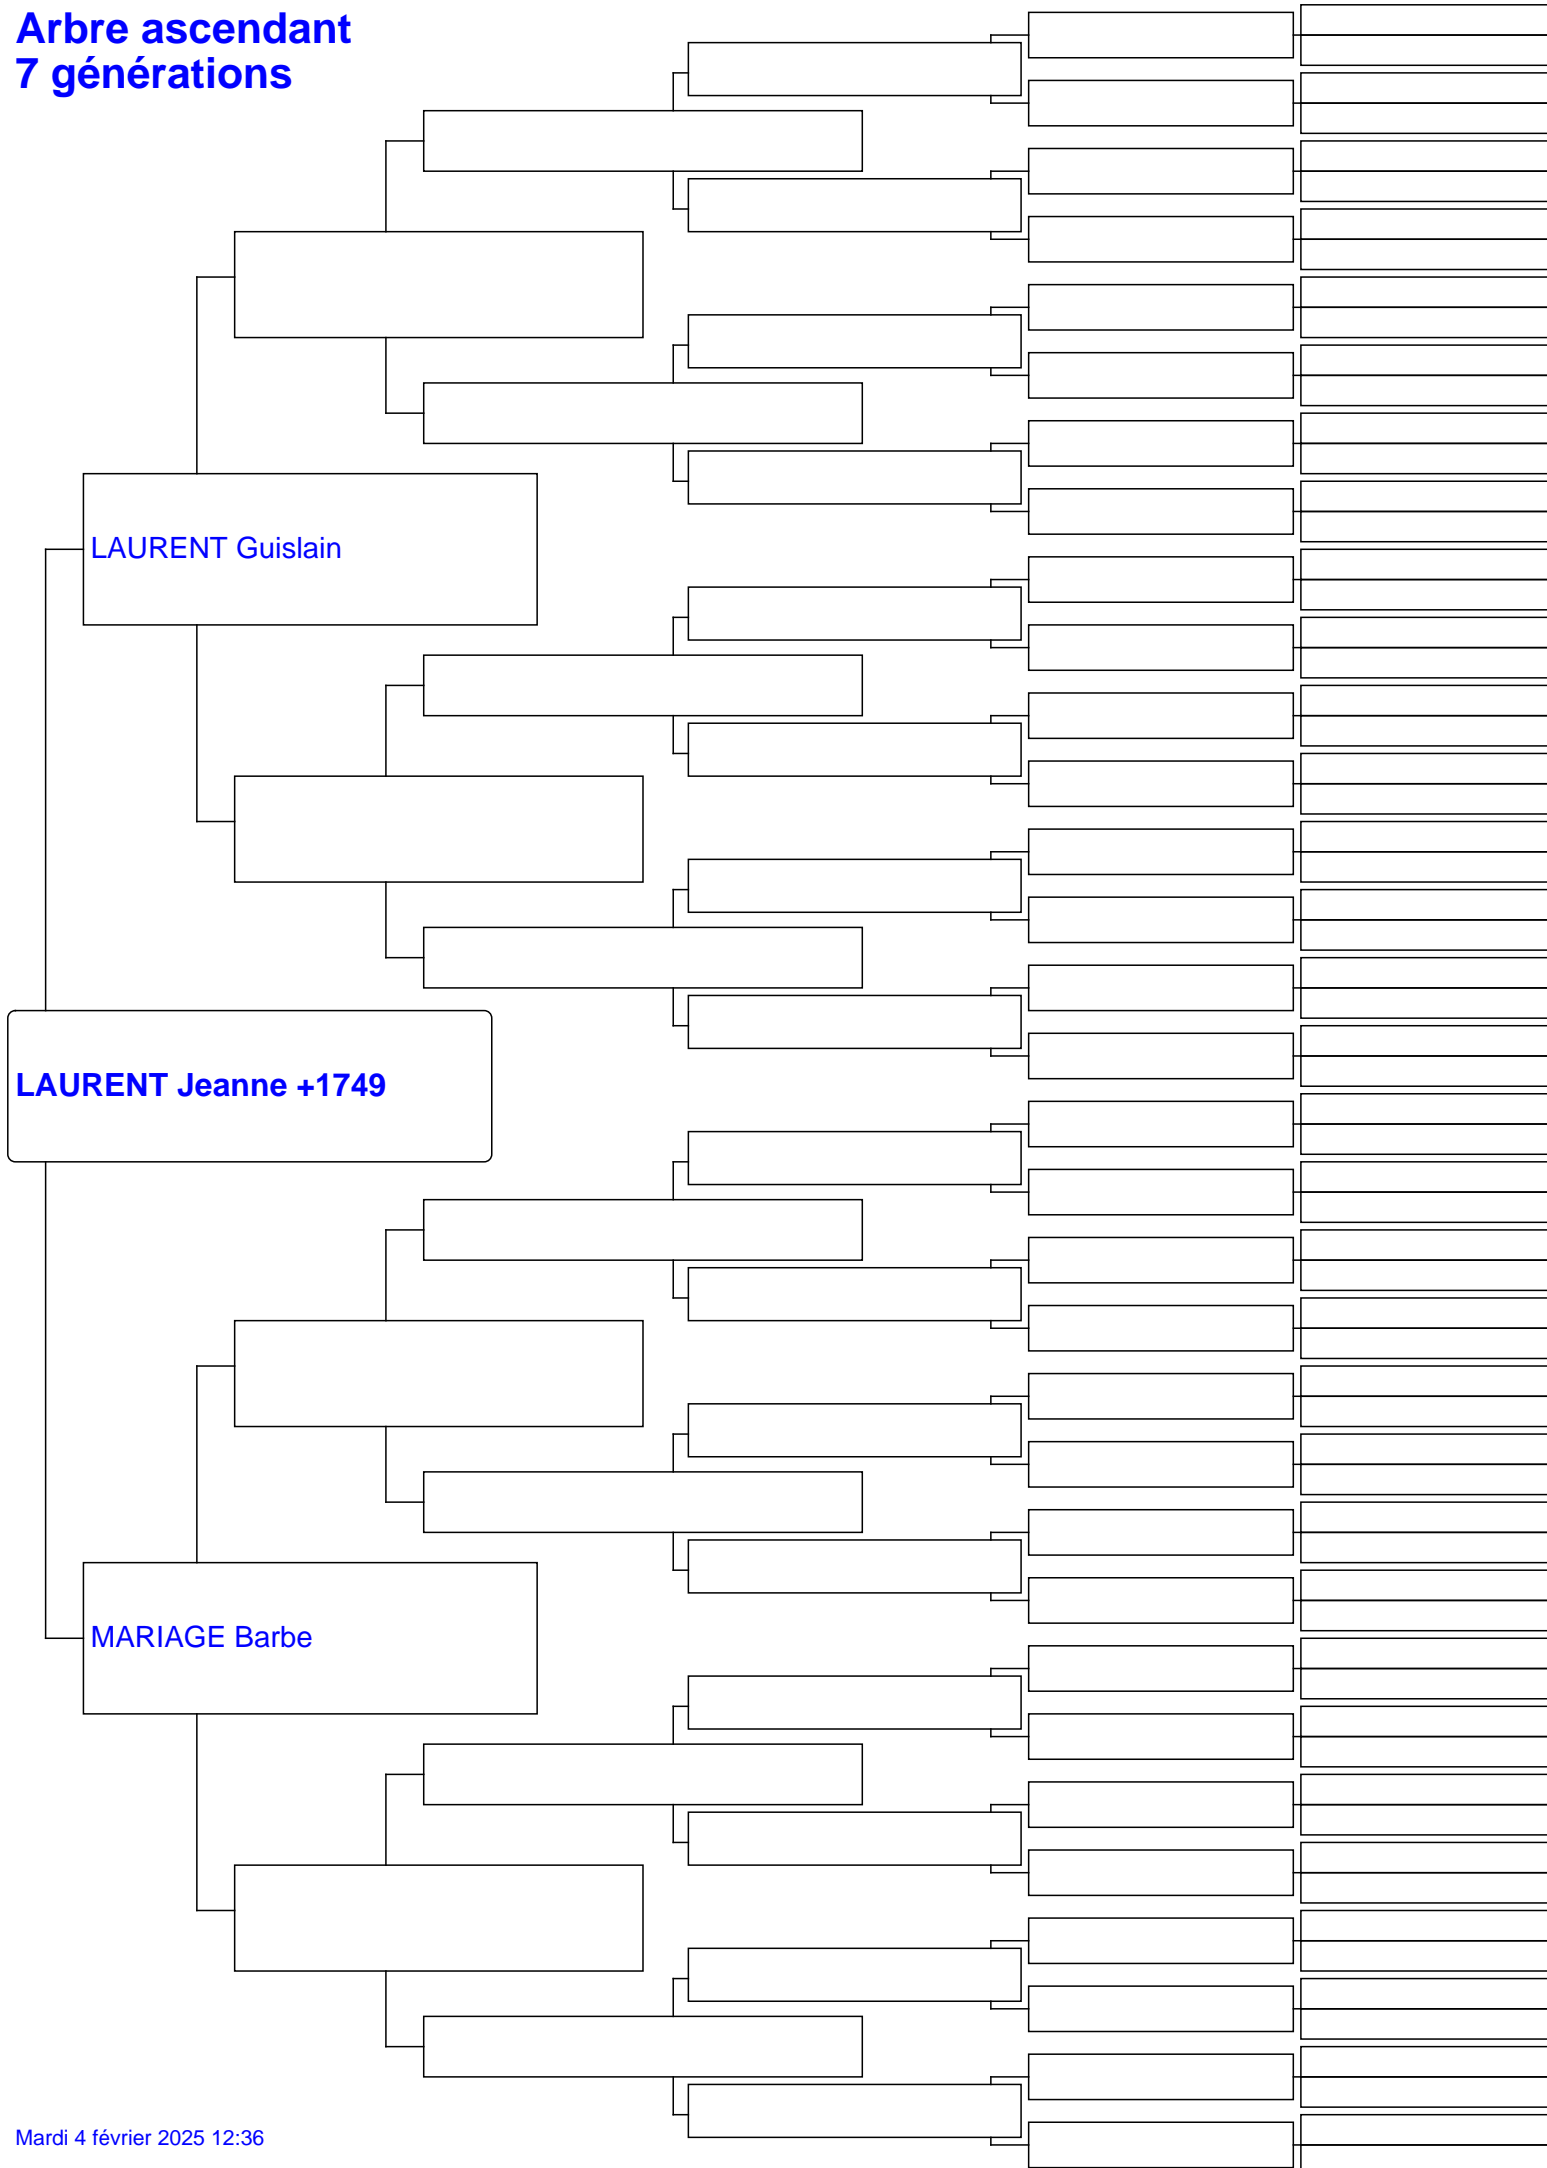 Arbre ascendant
7 générations
LAURENT Guislain
LAURENT Jeanne +1749
MARIAGE Barbe
Mardi 4 février 2025 12:36